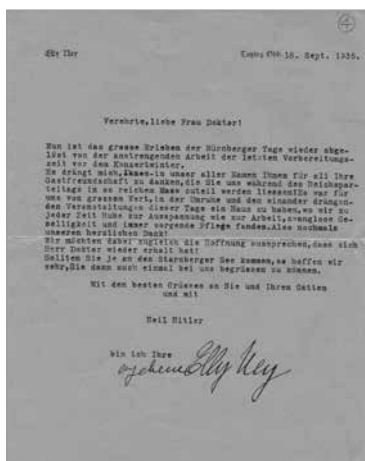 4
Elly Ney
Tutzing 18. Sept. 1936.
Verehrte, liebe Frau Doktor!
Nun ist das grosse Erleben der Nürnberger Tage wieder abge-
löst von der anstrengenden Arbeit der letzten Vorbereitungs-
zeit vor dem Konzertwinter.
Es drängt mich, in unser aller Namen Ihnen für all Ihre
Gastfreundschaft zu danken, die Sie uns während des Reichspar-
teitags in so reichem Mass zuteil werden liessen! Es war für
uns von grossem Wert, in der Unruhe und den einander drängen-
den Veranstaltungen dieser Tage ein Haus zu haben, wo wir zu
jeder Zeit Ruhe zur Ausspannung wie zur Arbeit, zwanglose Ge-
selligkeit und immer sorgende Pflege fanden. Also nochmals
unseren herzlichen Dank!
Wir möchten dabei zugleich die Hoffnung aussprechen, dass sich
Herr Doktor wieder erholt hat!
Sollten Sie je an den Starnberger See kommen, so hoffen wir
sehr, Sie dann auch einmal bei uns begrüssen zu können.
Mit den besten Grüssen an Sie und Ihren Gatten
und mit
Heil Hitler
bin ich Ihre
ergebene Elly Ney